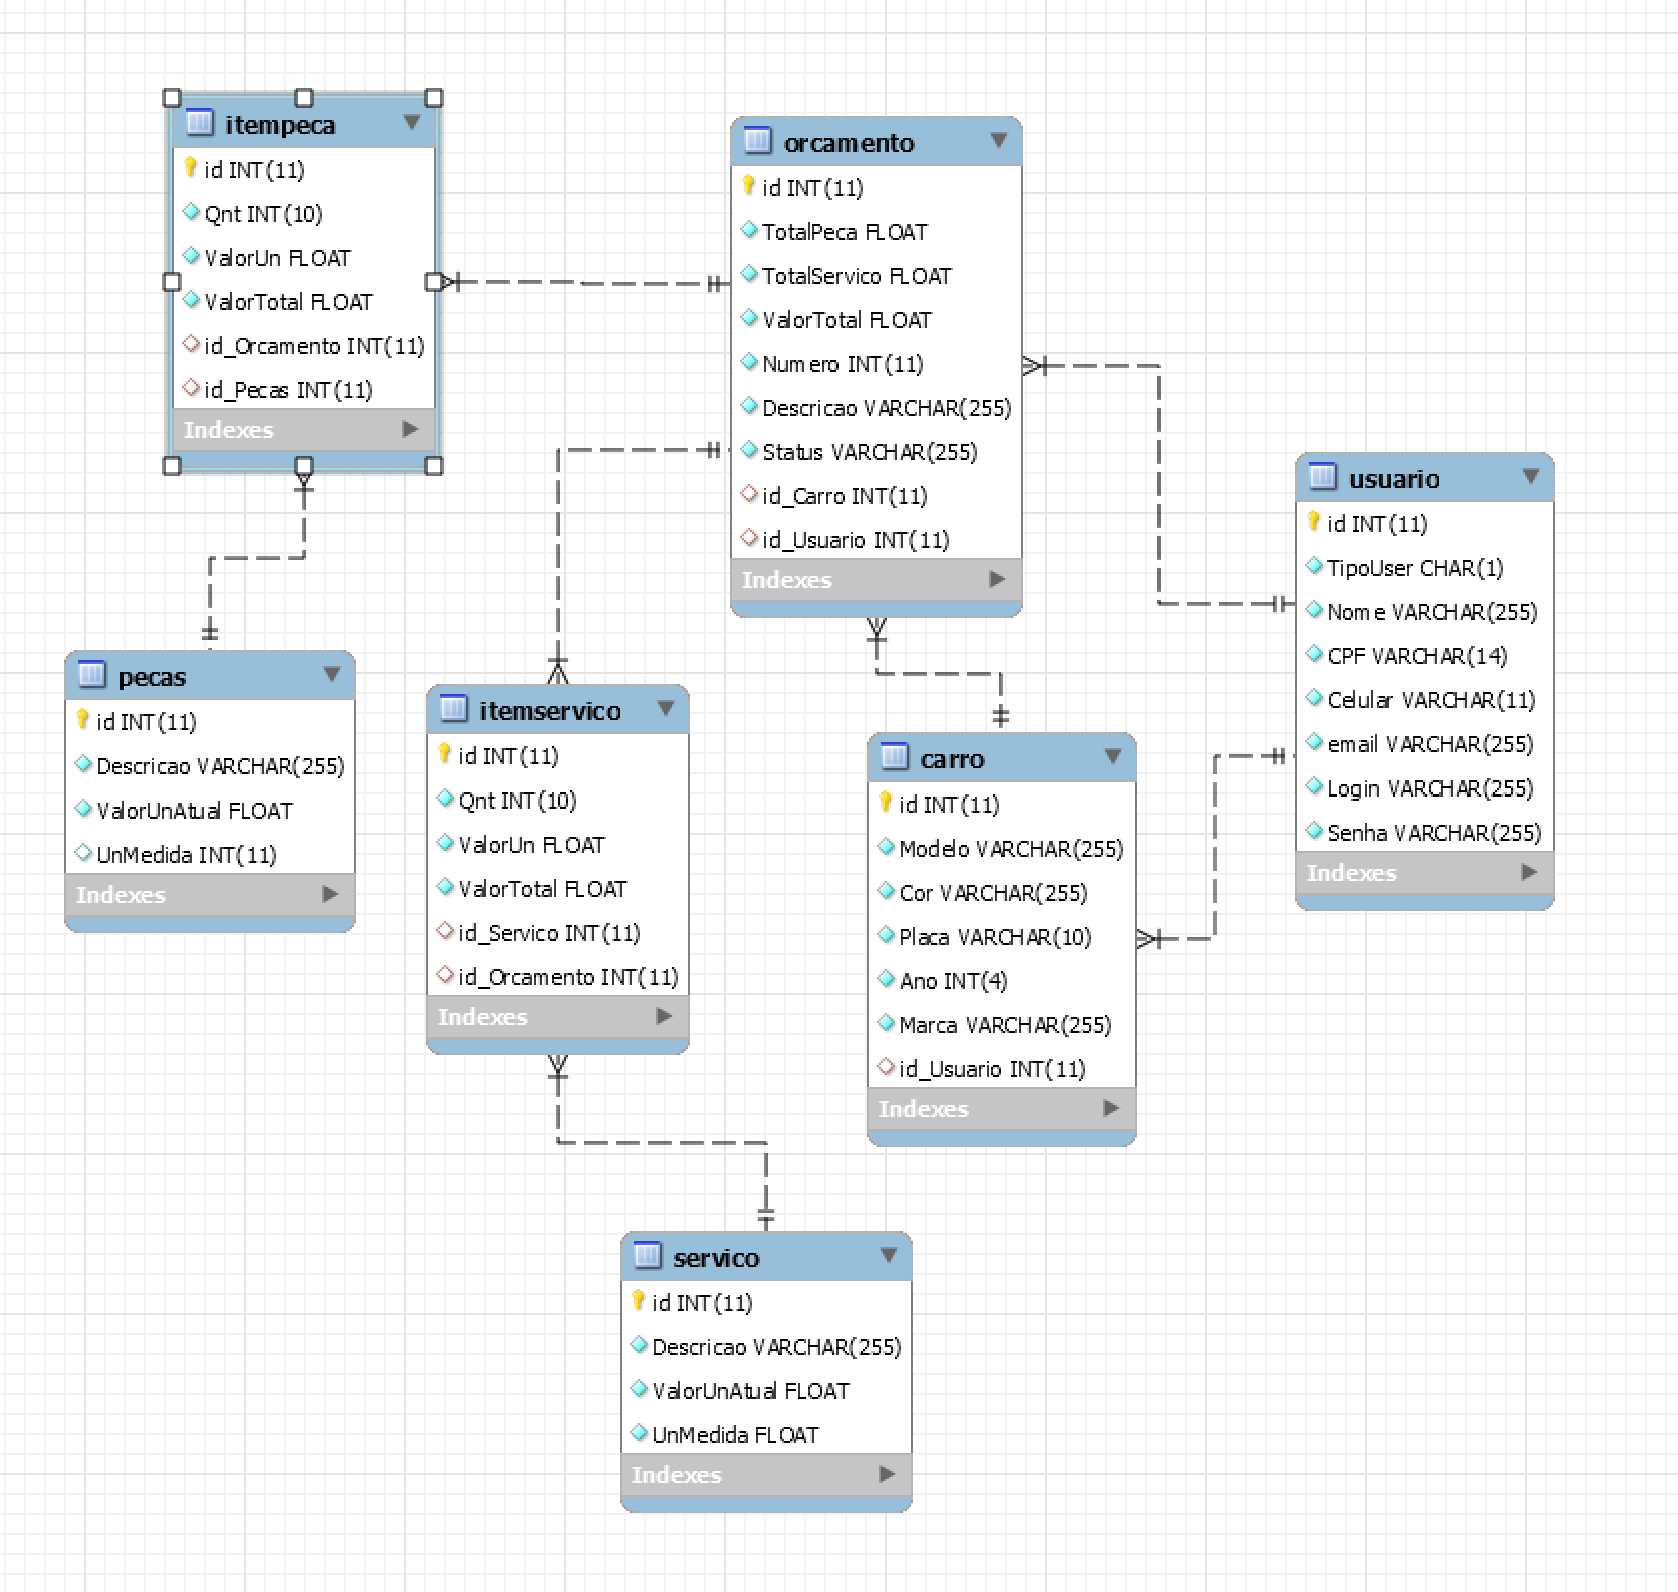 itempeca
id INT(11)
Qnt INT(10)
ValorUn FLOAT
ValorTotal FLOAT
id_Orcamento INT(11)
id_Pecas INT(11)
Indexes
orcamento
id INT(11)
TotalPeca FLOAT
TotalServico FLOAT
ValorTotal FLOAT
Numero INT(11)
Descricao VARCHAR(255)
Status VARCHAR(255)
id_Carro INT(11)
id_Usuario INT(11)
Indexes
usuario
id INT(11)
TipoUser CHAR(1)
Nome VARCHAR(255)
CPF VARCHAR(14)
Celular VARCHAR(11)
email VARCHAR(255)
Login VARCHAR(255)
Senha VARCHAR(255)
Indexes
pecas
id INT(11)
Descricao VARCHAR(255)
ValorUnAtual FLOAT
UnMedida INT(11)
Indexes
itemservico
id INT(11)
Qnt INT(10)
ValorUn FLOAT
ValorTotal FLOAT
id_Servico INT(11)
id_Orcamento INT(11)
Indexes
carro
id INT(11)
Modelo VARCHAR(255)
Cor VARCHAR(255)
Placa VARCHAR(10)
Ano INT(4)
Marca VARCHAR(255)
id_Usuario INT(11)
Indexes
servico
id INT(11)
Descricao VARCHAR(255)
ValorUnAtual FLOAT
UnMedida FLOAT
Indexes